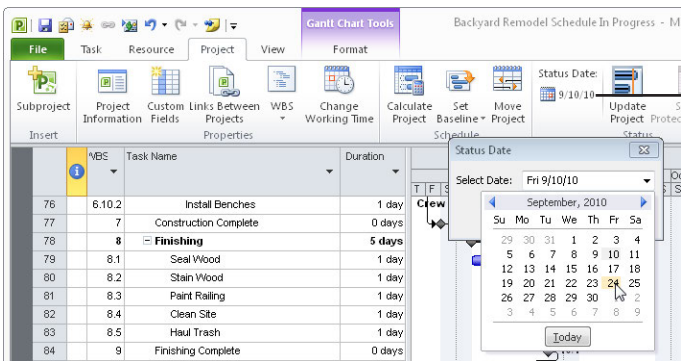 Gantt Chart Tools
Backyard Remodel Schedule In Progress - M
File Task Resource Project View Format
Subproject
Project Information
Custom Fields
Links Between Projects
WBS
Change Working Time
Calculate Project
Set Baseline
Move Project
Status Date:
9/10/10
Update Project
Protec
Insert Properties Schedule Status
WBS Task Name Duration
T F S
76 6.10.2 Install Benches 1 day Crew
77 7 Construction Complete 0 days
78 8 Finishing 5 days
79 8.1 Seal Wood 1 day
80 8.2 Stain Wood 1 day
81 8.3 Paint Railing 1 day
82 8.4 Clean Site 1 day
83 8.5 Haul Trash 1 day
84 9 Finishing Complete 0 days
Status Date
Select Date: Fri 9/10/10
September, 2010
Su Mo Tu We Th Fr Sa
29 30 31 1 2 3 4
5 6 7 8 9 10 11
12 13 14 15 16 17 18
19 20 21 22 23 24 25
26 27 28 29 30 2
3 4 5 6 7 8 9
Today